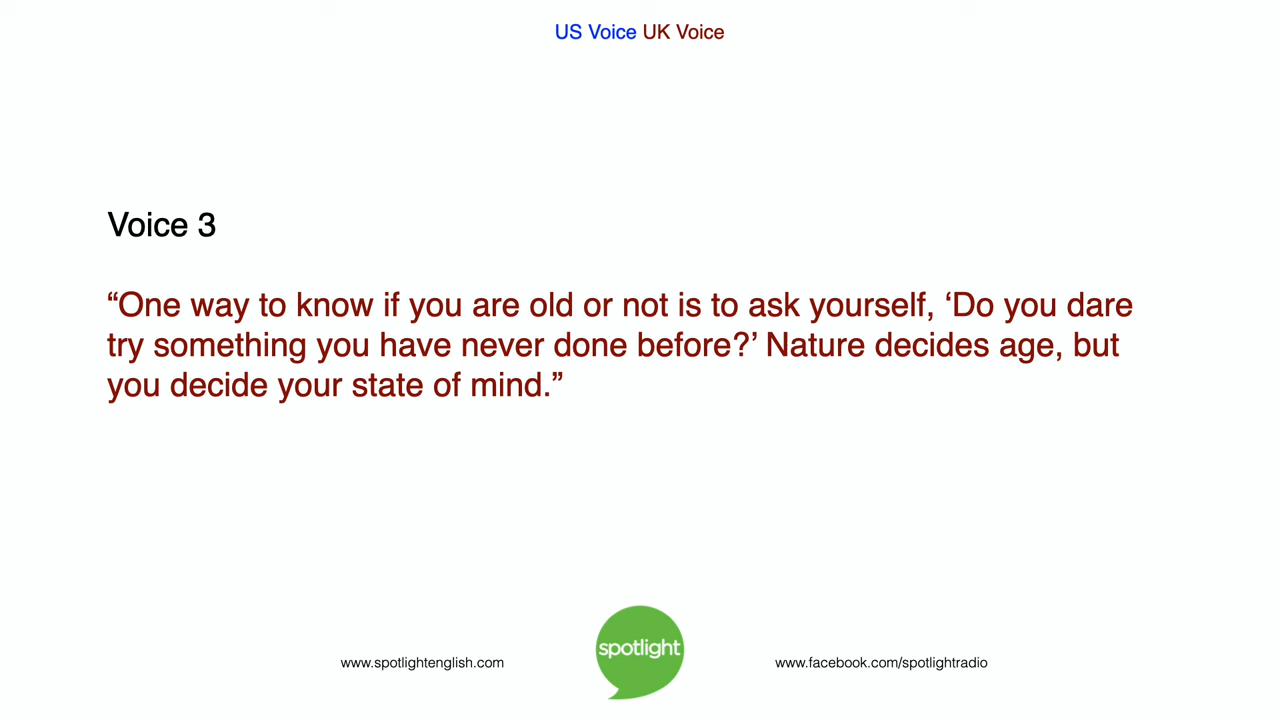 US Voice UK Voice
Voice 3
“One way to know if you are old or not is to ask yourself, ‘Do you dare
try something you have never done before?’ Nature decides age, but
you decide your state of mind.”
www.spotlightenglish.com
spotlight
www.facebook.com/spotlightradio